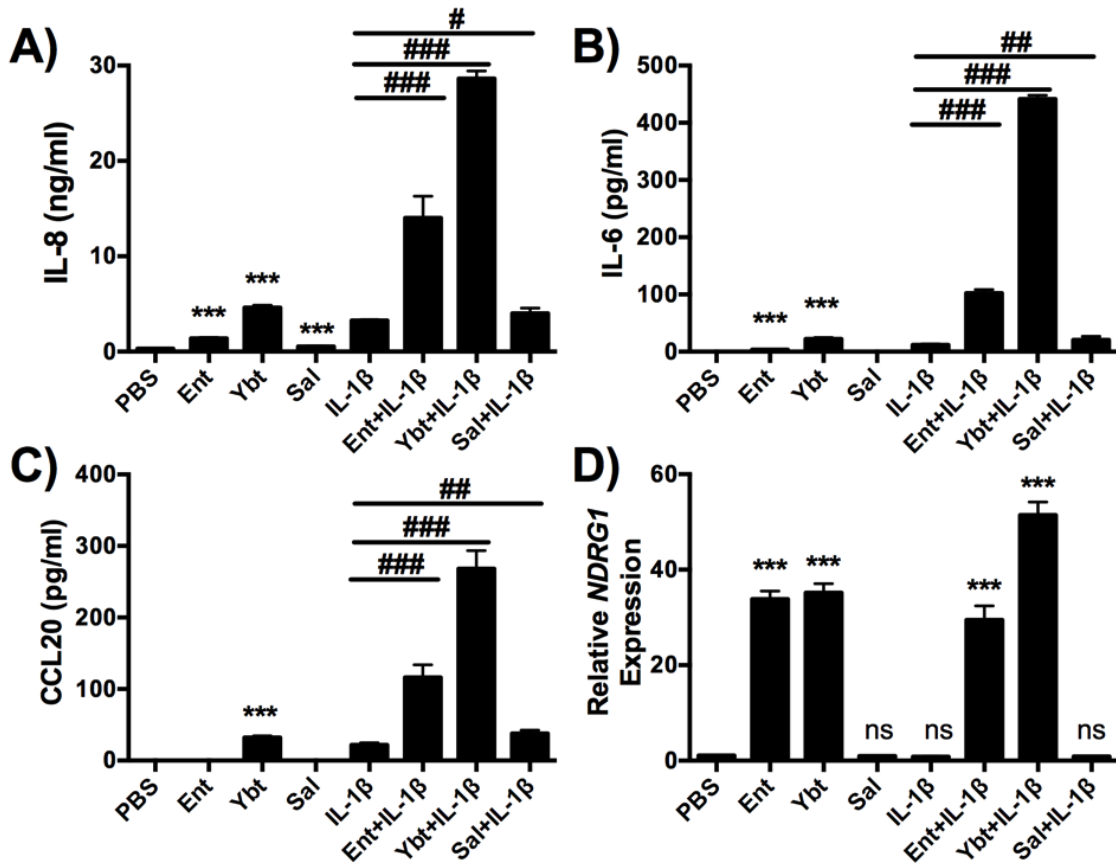 A)
IL-8 (ng/ml)
30
20
10
0
#
###
###
***
***
***
PBS
Ent
Ybt
Sal
IL-1β
Ent+IL-1β
Ybt+IL-1β
Sal+IL-1β
B)
IL-6 (pg/ml)
500
400
300
200
100
0
##
###
###
***
***
PBS
Ent
Ybt
Sal
IL-1β
Ent+IL-1β
Ybt+IL-1β
Sal+IL-1β
C)
CCL20 (pg/ml)
400
300
200
100
0
##
###
###
***
PBS
Ent
Ybt
Sal
IL-1β
Ent+IL-1β
Ybt+IL-1β
Sal+IL-1β
D)
Relative NDRG1
Expression
60
40
20
0
***
***
ns
ns
***
***
ns
PBS
Ent
Ybt
Sal
IL-1β
Ent+IL-1β
Ybt+IL-1β
Sal+IL-1β